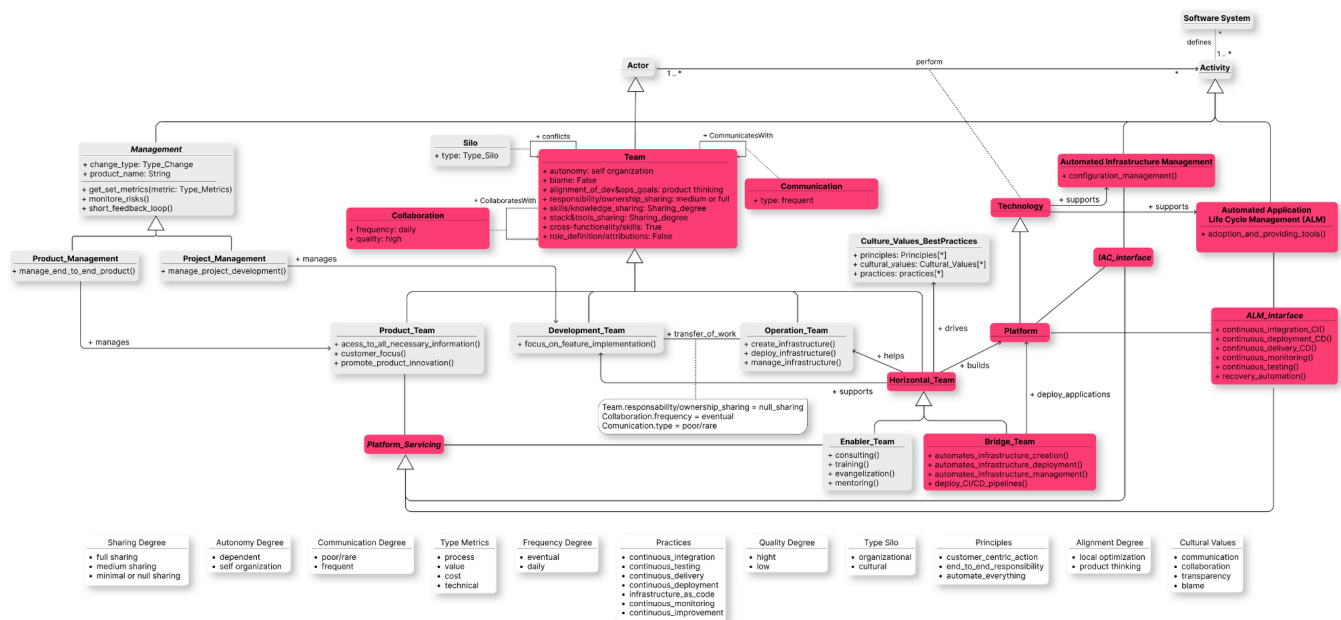 Software System
*
defines
1 .. *
Actor
1 .. *
perform
*
Activity
Management
+ change_type: Type_Change
+ product_name: String
+ get_set_metrics(metric: Type_Metrics)
+ monitore_risks()
+ short_feedback_loop()
Silo
+ type: Type_Silo
+ conflicts
+ CommunicatesWith
Team
+ autonomy: self organization
+ blame: False
+ alignment_of_dev&ops_goals: product thinking
+ responsibility/ownership_sharing: medium or full
+ skills/knowledge_sharing: Sharing_degree
+ stack&tools_sharing: Sharing_degree
+ cross-functionality/skills: True
+ role_definition/attributions: False
Communication
+ type: frequent
+ CollaboratesWith
Collaboration
+ frequency: daily
+ quality: high
Automated Infrastructure Management
+ configuration_management()
+ supports
Technology
+ supports
Automated Application
Life Cycle Management (ALM)
+ adoption_and_providing_tools()
Product_Management
+ manage_end_to_end_product()
Project_Management
+ manage_project_development()
+ manages
Culture_Values_BestPractices
+ principles: Principles[*]
+ cultural_values: Cultural_Values[*]
+ practices: practices[*]
IAC_interface
+ manages
Product_Team
+ acess_to_all_necessary_information()
+ customer_focus()
+ promote_product_innovation()
Development_Team
+ focus_on_feature_implementation()
+ transfer_of_work
Operation_Team
+ create_infrastructure()
+ deploy_infrastructure()
+ manage_infrastructure()
+ drives
Platform
ALM_Intarface
+ continuous_integration_CI()
+ continuous_deployment_CD()
+ continuous_delivery_CD()
+ continuous_monitoring()
+ continuous_testing()
+ recovery_automation()
+ helps
+ builds
Horizontal_Team
+ supports
+ deploy_applications
Team.responsability/ownership_sharing = null_sharing
Collaboration.frequency = eventual
Comunication.type = poor/rare
Platform_Servicing
Enabler_Team
+ consulting()
+ training()
+ evangelization()
+ mentoring()
Bridge_Team
+ automates_infrastructure_creation()
+ automates_infrastructure_deployment()
+ automates_infrastructure_management()
+ deploy_CI/CD_pipelines()
Sharing Degree
• full sharing
• medium sharing
• minimal or null sharing
Autonomy Degree
• dependent
• self organization
Communication Degree
• poor/rare
• frequent
Type Metrics
• process
• value
• cost
• technical
Frequency Degree
• eventual
• daily
Practices
• continuous_integration
• continuous_testing
• continuous_delivery
• continuous_deployment
• infrastructure_as_code
• continuous_monitoring
• continuous_improvement
Quality Degree
• hight
• low
Type Silo
• organizational
• cultural
Principles
• customer_centric_action
• end_to_end_responsibility
• automate_everything
Alignment Degree
• local optimization
• product thinking
Cultural Values
• communication
• collaboration
• transparency
• blame